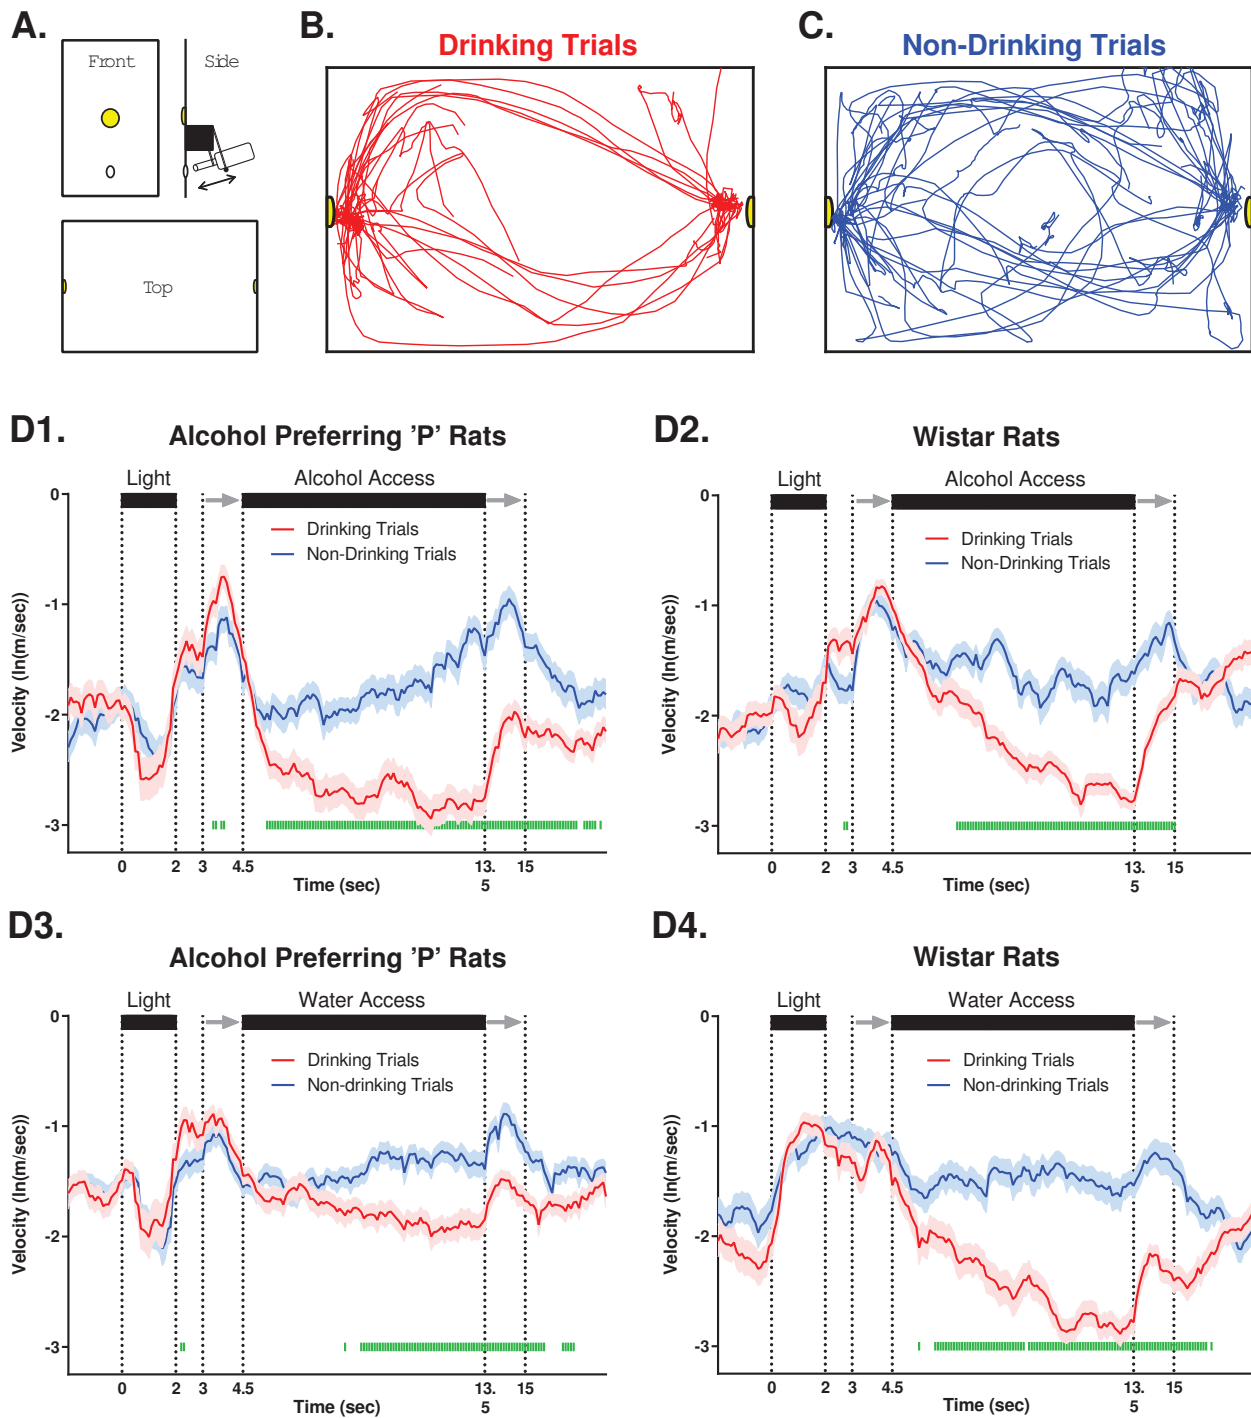 A.
Front
Side
Top
B.
Drinking Trials
C.
Non-Drinking Trials
D1.
Alcohol Preferring 'P' Rats
Light
Alcohol Access
Drinking Trials
Non-Drinking Trials
Velocity (ln(m/sec))
0
-1
-2
-3
0
2
3
4.5
13.
5
15
Time (sec)
D2.
Wistar Rats
Light
Alcohol Access
Drinking Trials
Non-Drinking Trials
Velocity (ln(m/sec))
0
-1
-2
-3
0
2
3
4.5
13.
5
15
Time (sec)
D3.
Alcohol Preferring 'P' Rats
Light
Water Access
Drinking Trials
Non-drinking Trials
Velocity (ln(m/sec))
0
-1
-2
-3
0
2
3
4.5
13.
5
15
Time (sec)
D4.
Wistar Rats
Light
Water Access
Drinking Trials
Non-drinking Trials
Velocity (ln(m/sec))
0
-1
-2
-3
0
2
3
4.5
13.
5
15
Time (sec)